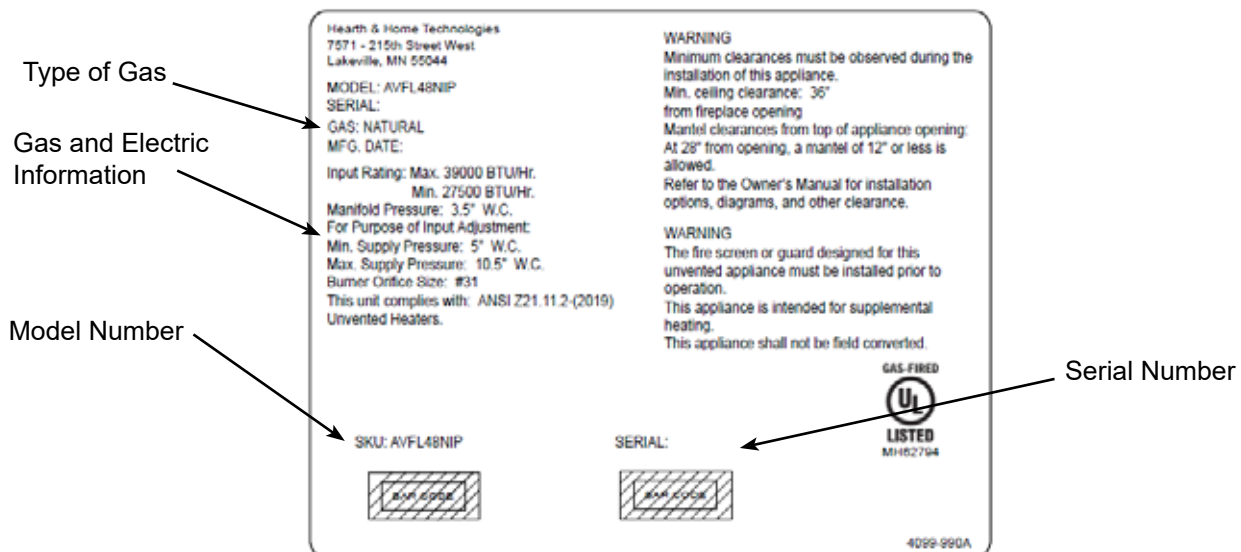 Type of Gas
Gas and Electric
Information
Model Number
Hearth & Home Technologies
7571 - 215th Street West
Lakeville, MN 55044
MODEL: AVFL48NIP
SERIAL:
GAS: NATURAL
MFG. DATE:
Input Rating: Max. 39000 BTU/Hr.
Min. 27500 BTU/Hr.
Manifold Pressure: 3.5" W.C.
For Purpose of Input Adjustment:
Min. Supply Pressure: 5" W.C.
Max. Supply Pressure: 10.5" W.C.
Burner Orifice Size: #31
This unit complies with: ANSI Z21.11.2-(2019)
Unvented Heaters.
WARNING
Minimum clearances must be observed during the
installation of this appliance.
Min. ceiling clearance: 36"
from fireplace opening
Mantel clearances from top of appliance opening:
At 28" from opening, a mantel of 12" or less is
allowed.
Refer to the Owner's Manual for installation
options, diagrams, and other clearance.
WARNING
The fire screen or guard designed for this
unvented appliance must be installed prior to
operation.
This appliance is intended for supplemental
heating.
This appliance shall not be field converted.
GAS-FIRED
UL
LISTED
MH62794
Serial Number
SKU: AVFL48NIP
SERIAL:
BAR CODE
BAR CODE
4099-990A